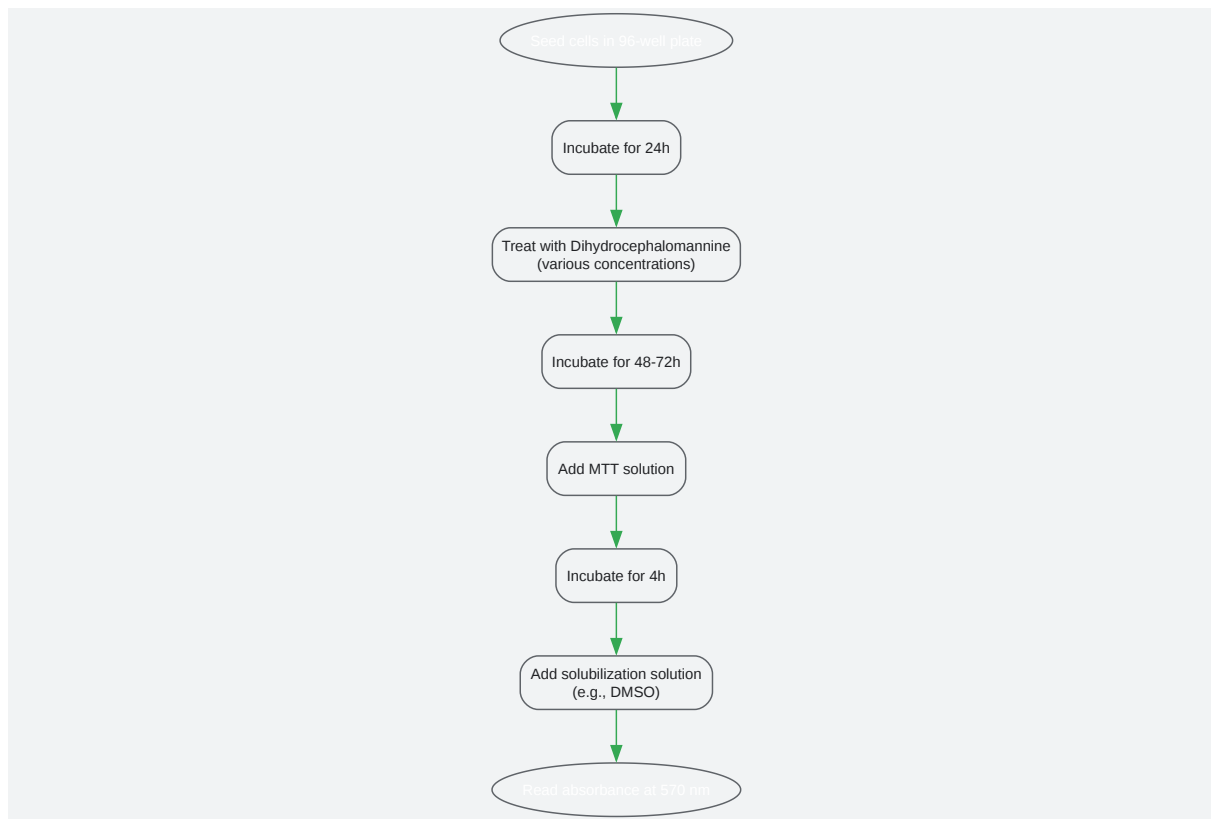 Seed cells in 96-well plate
Incubate for 24h
Treat with Dihydrocephalomannine
(various concentrations)
Incubate for 48-72h
Add MTT solution
Incubate for 4h
Add solubilization solution
(e.g., DMSO)
Read absorbance at 570 nm